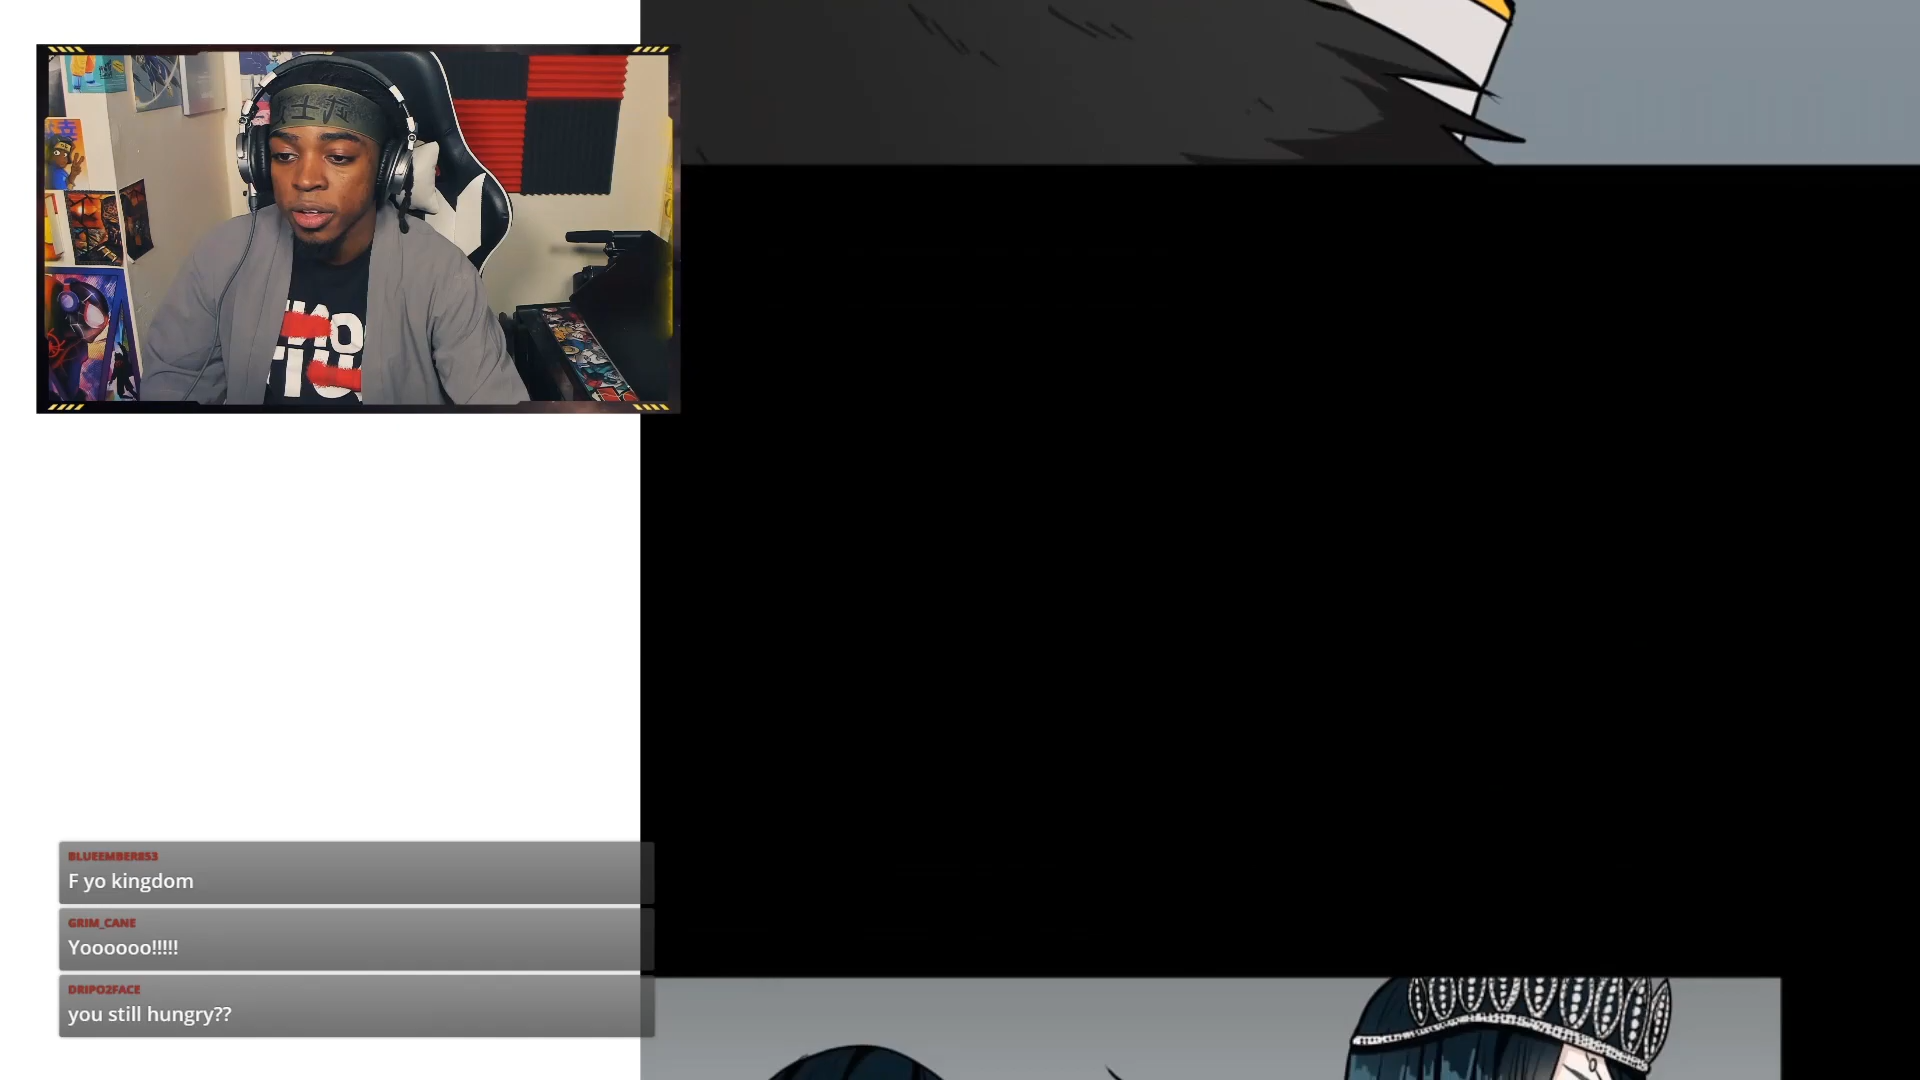 BLUEEMBER853
F yo kingdom
GRIM_CANE
Yoooooo!!!!!
DRIPO2FACE
you still hungry??